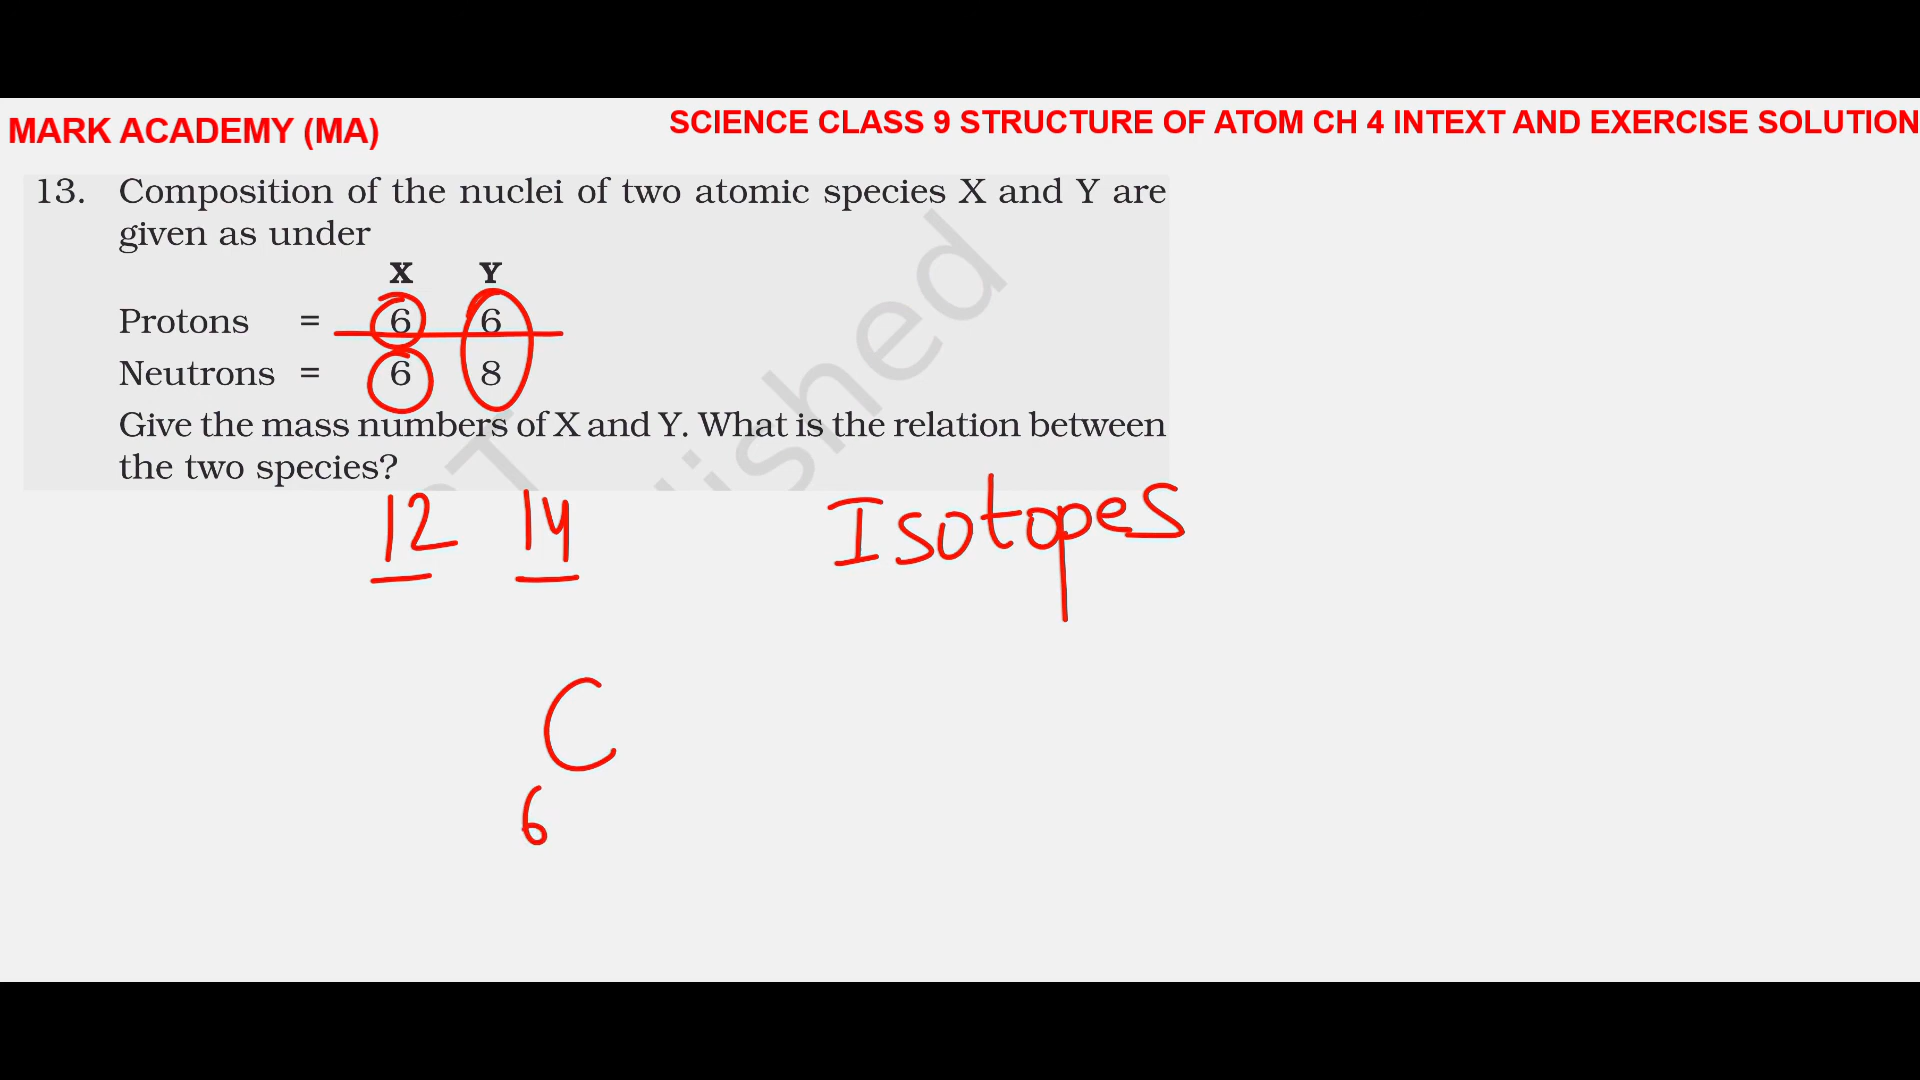 MARK ACADEMY (MA)
SCIENCE CLASS 9 STRUCTURE OF ATOM CH 4 INTEXT AND EXERCISE SOLUTION
13. Composition of the nuclei of two atomic species X and Y are
given as under
X Y
Protons = 6 6
Neutrons = 6 8
Give the mass numbers of X and Y. What is the relation between
the two species?
12 14 Isotopes
C
6